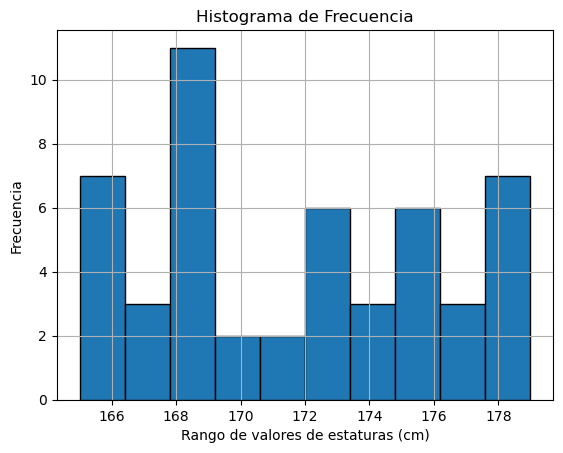 Histograma de Frecuencia
Frecuencia
10
8
6
4
2
0
166 168 170 172 174 176 178
Rango de valores de estaturas (cm)